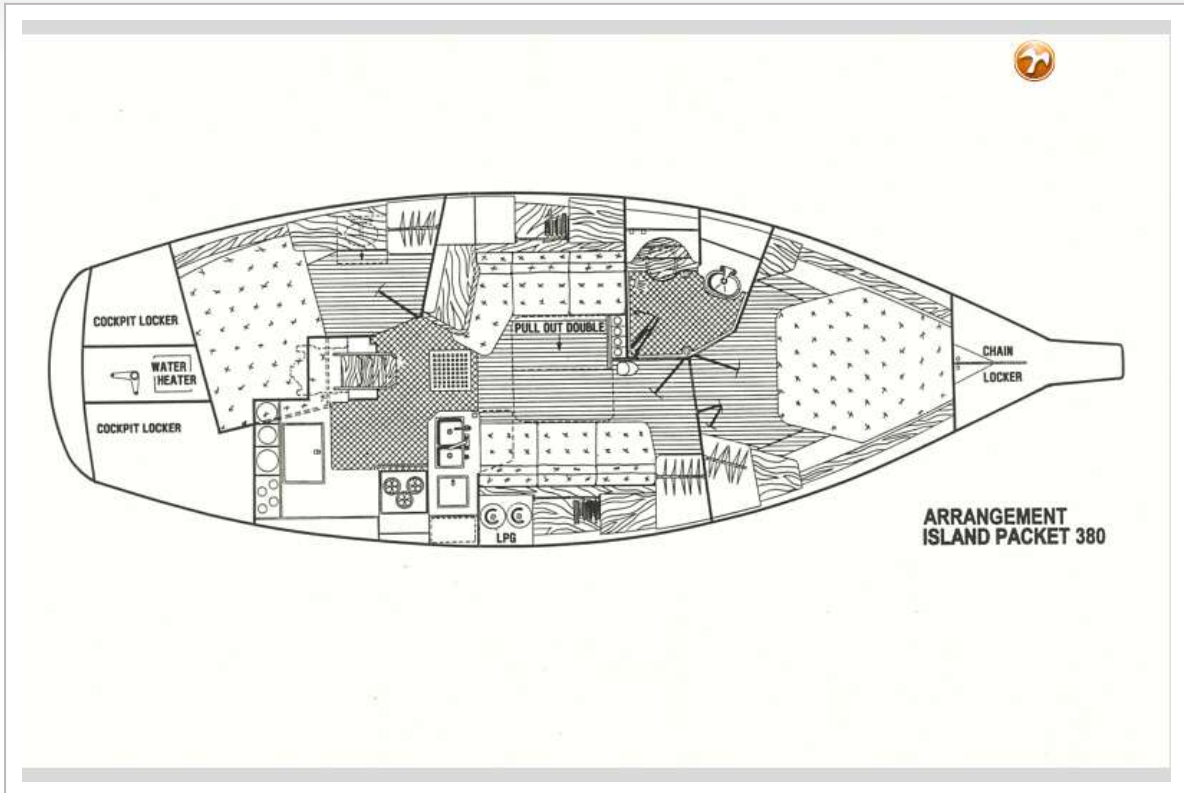 COCKPIT LOCKER
WATER
HEATER
COCKPIT LOCKER
PULL OUT DOUBLE
LPG
CHAIN
LOCKER
ARRANGEMENT
ISLAND PACKET 380